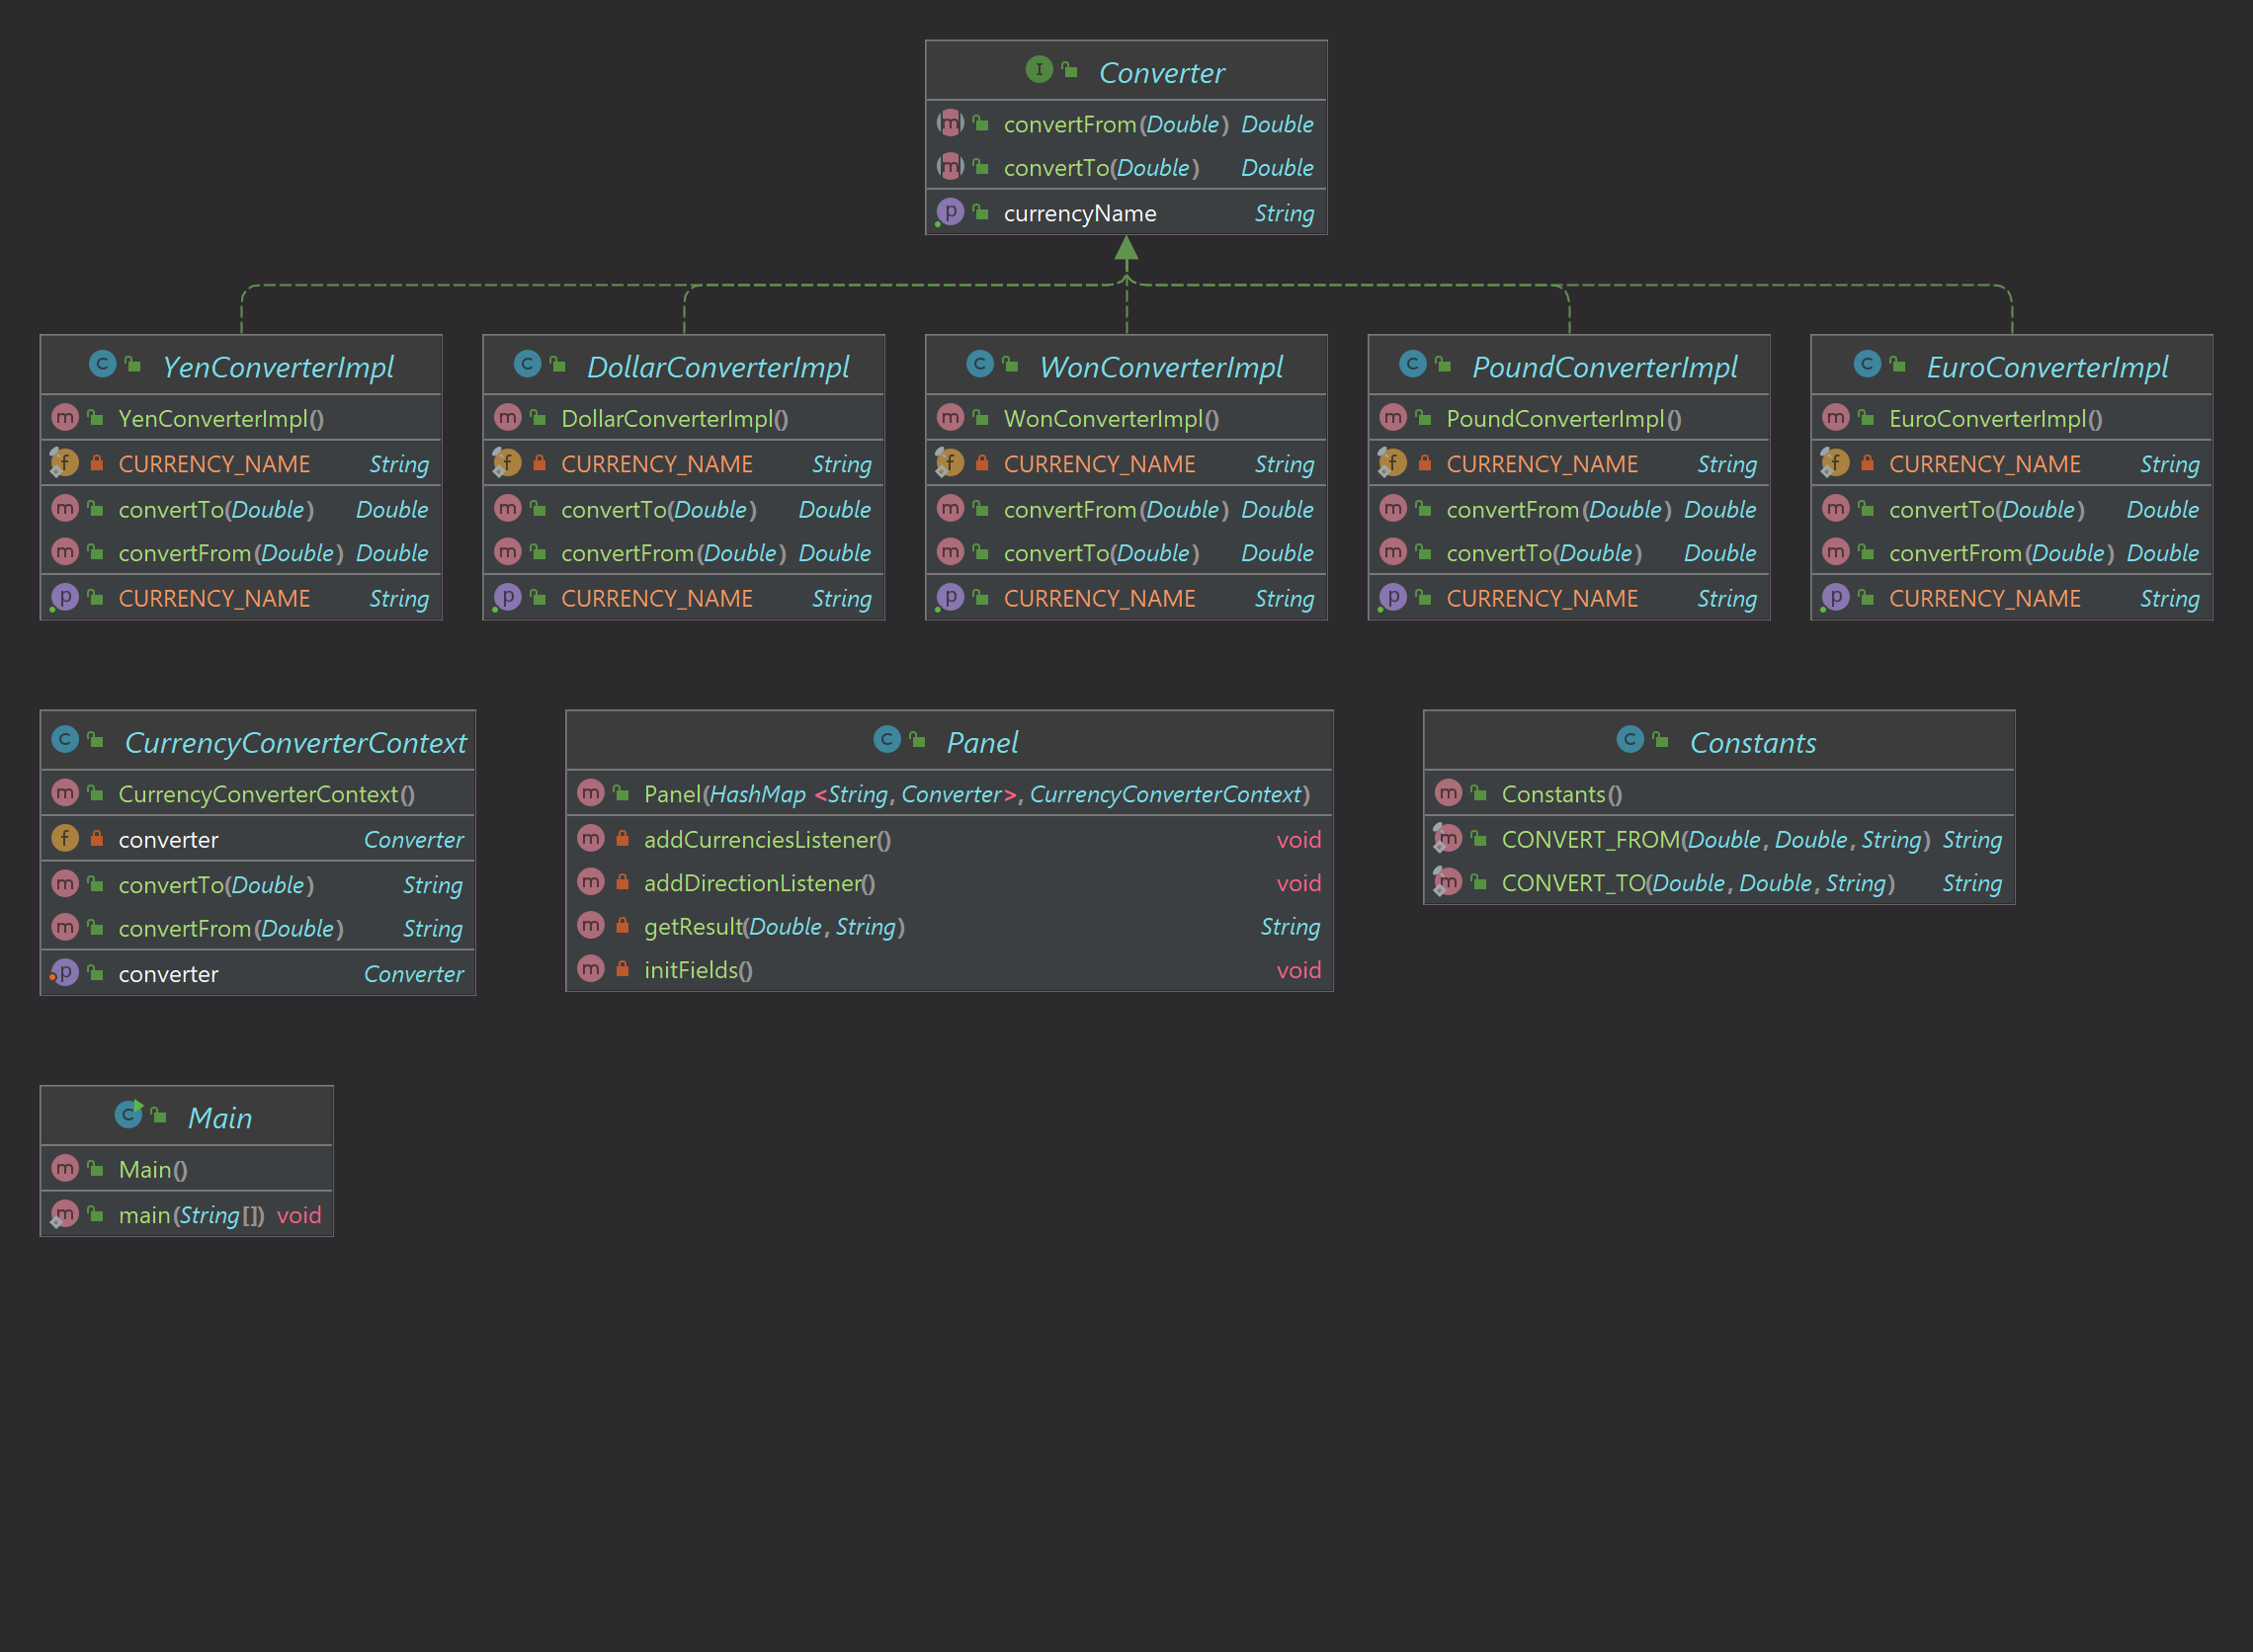 Converter
convertFrom(Double) Double
convertTo(Double) Double
currencyName String
YenConverterImpl
YenConverterImpl()
CURRENCY_NAME String
convertTo(Double) Double
convertFrom(Double) Double
CURRENCY_NAME String
DollarConverterImpl
DollarConverterImpl()
CURRENCY_NAME String
convertTo(Double) Double
convertFrom(Double) Double
CURRENCY_NAME String
WonConverterImpl
WonConverterImpl()
CURRENCY_NAME String
convertFrom(Double) Double
convertTo(Double) Double
CURRENCY_NAME String
PoundConverterImpl
PoundConverterImpl()
CURRENCY_NAME String
convertFrom(Double) Double
convertTo(Double) Double
CURRENCY_NAME String
EuroConverterImpl
EuroConverterImpl()
CURRENCY_NAME String
convertTo(Double) Double
convertFrom(Double) Double
CURRENCY_NAME String
CurrencyConverterContext
CurrencyConverterContext()
converter Converter
convertTo(Double) String
convertFrom(Double) String
converter Converter
Panel
Panel(HashMap <String, Converter>, CurrencyConverterContext)
addCurrenciesListener() void
addDirectionListener() void
getResult(Double, String) String
initFields() void
Constants
Constants()
CONVERT_FROM(Double, Double, String) String
CONVERT_TO(Double, Double, String) String
Main
Main()
main(String[]) void